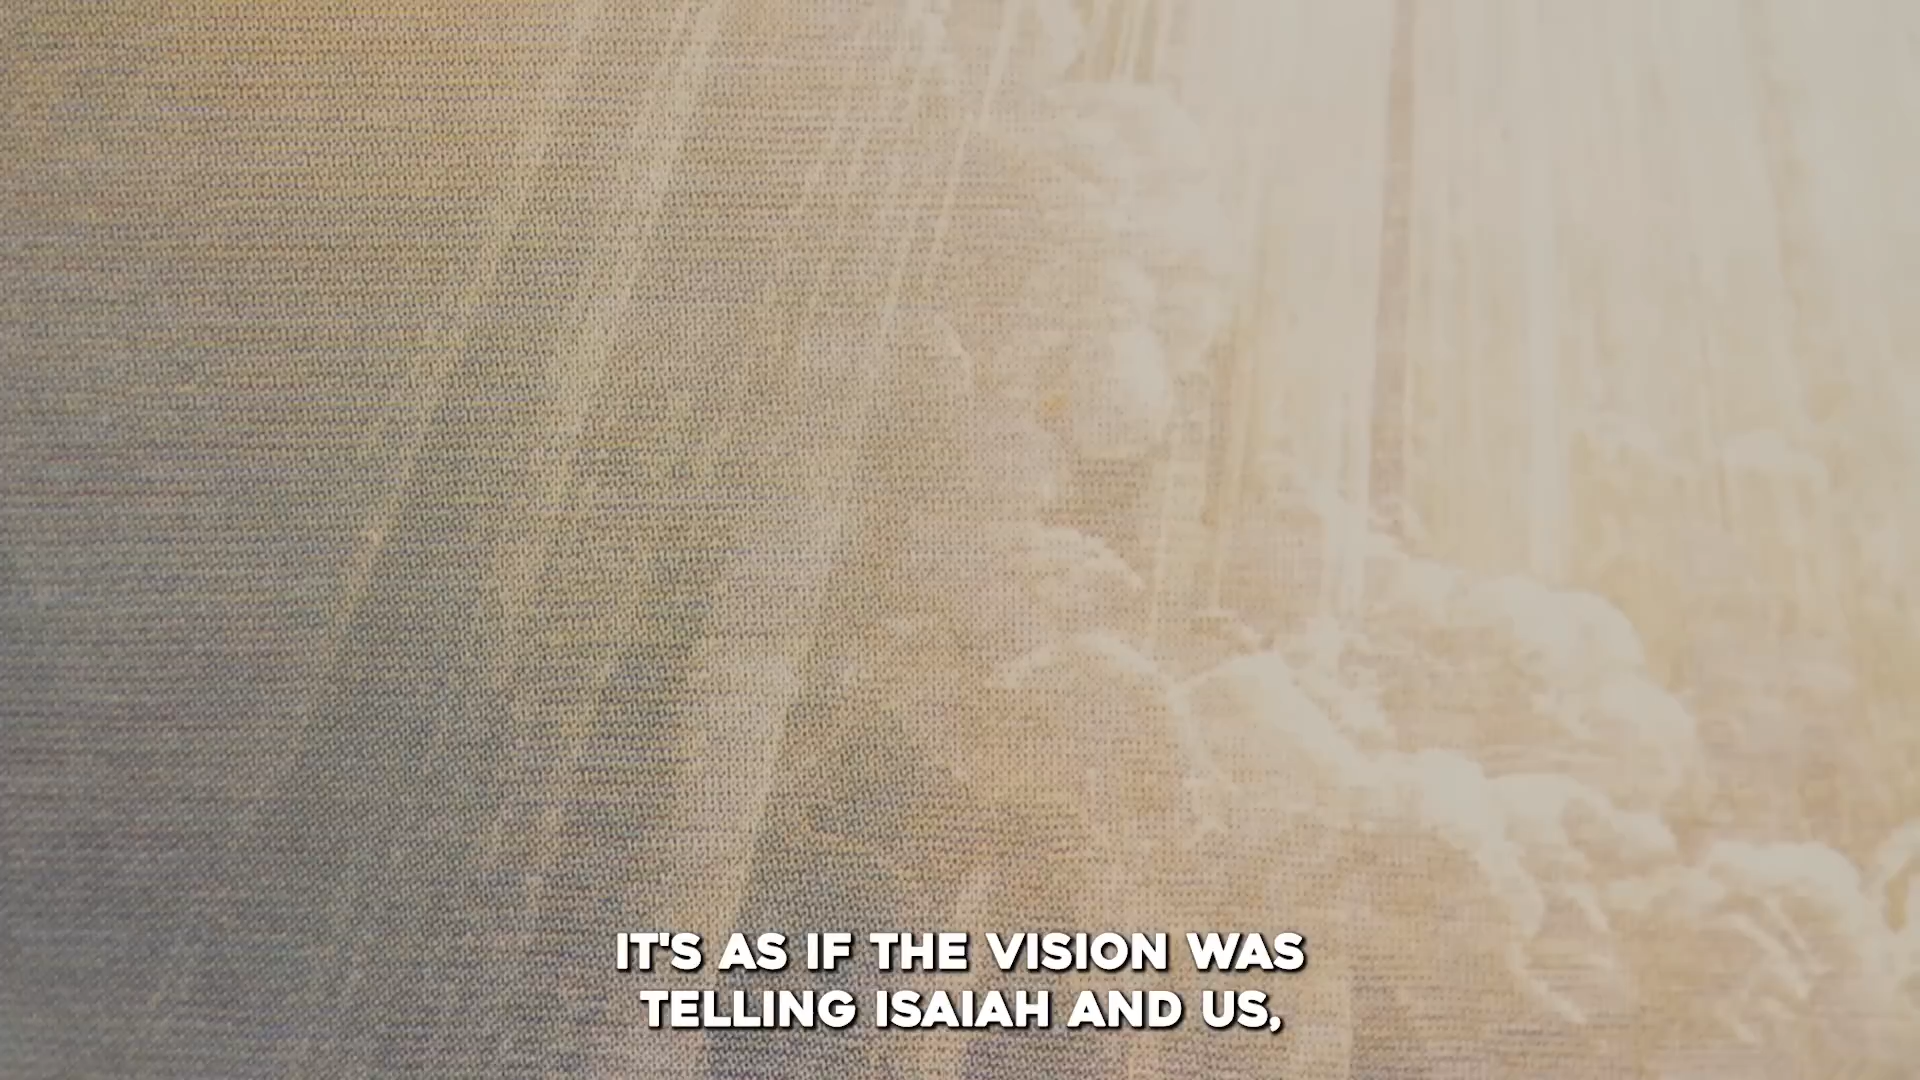 IT'S AS IF THE VISION WAS
TELLING ISAIAH AND US,